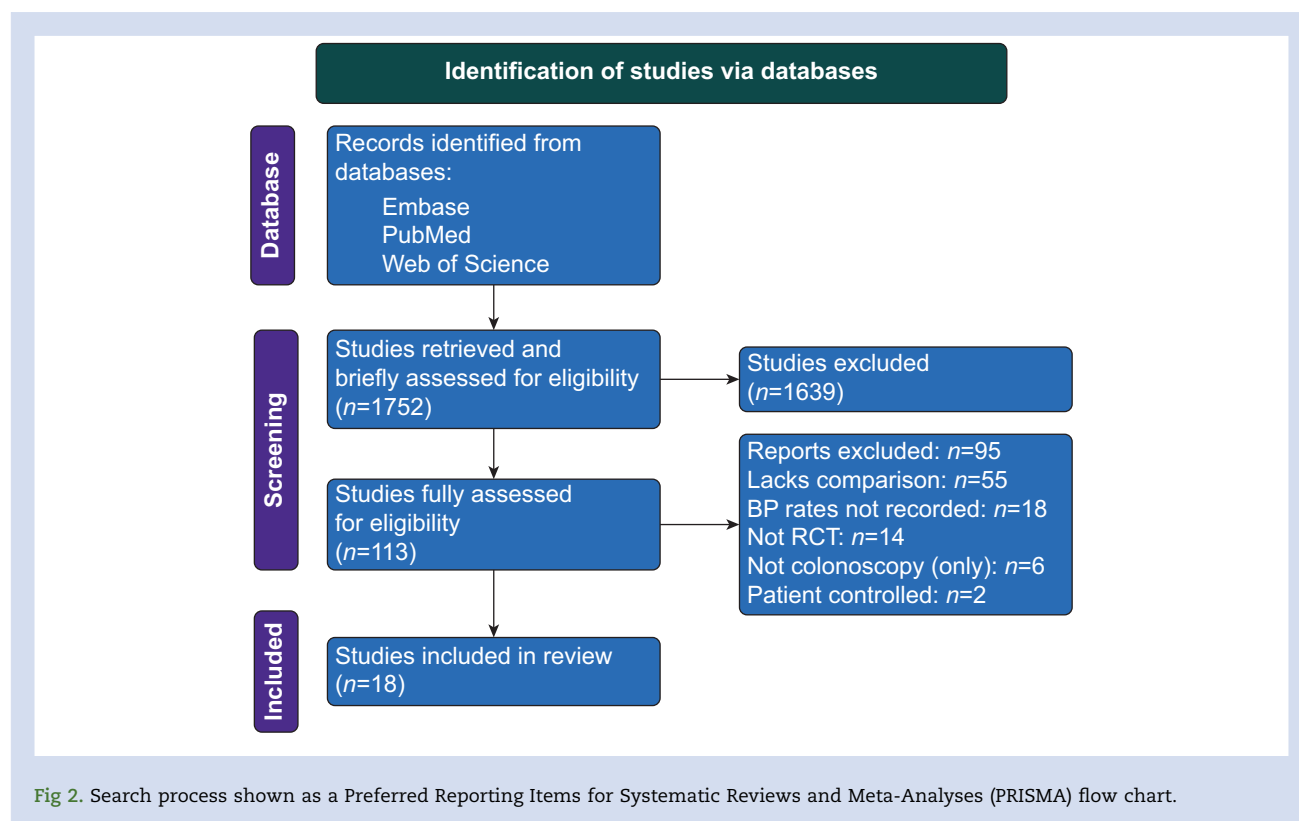 Identification of studies via databases
Database
Records identified from
databases:
Embase
PubMed
Web of Science
Screening
Studies retrieved and
briefly assessed for eligibility
(n=1752)
Studies excluded
(n=1639)
Studies fully assessed
for eligibility
(n=113)
Reports excluded: n=95
Lacks comparison: n=55
BP rates not recorded: n=18
Not RCT: n=14
Not colonoscopy (only): n=6
Patient controlled: n=2
Included
Studies included in review
(n=18)
Fig 2. Search process shown as a Preferred Reporting Items for Systematic Reviews and Meta-Analyses (PRISMA) flow chart.